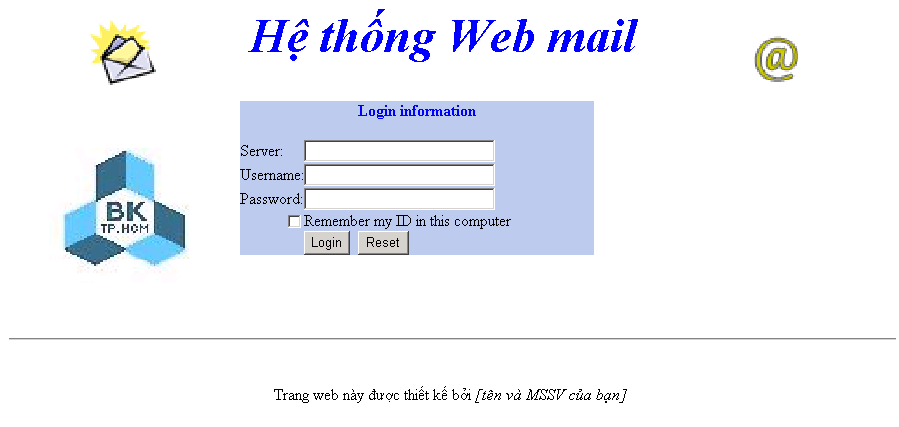 Hệ thống Web mail
@
Login information
Server:
Username:
Password:
BK
TP.HCM
Remember my ID in this computer
Login Reset
Trang web này được thiết kế bởi [tên và MSSV của bạn]